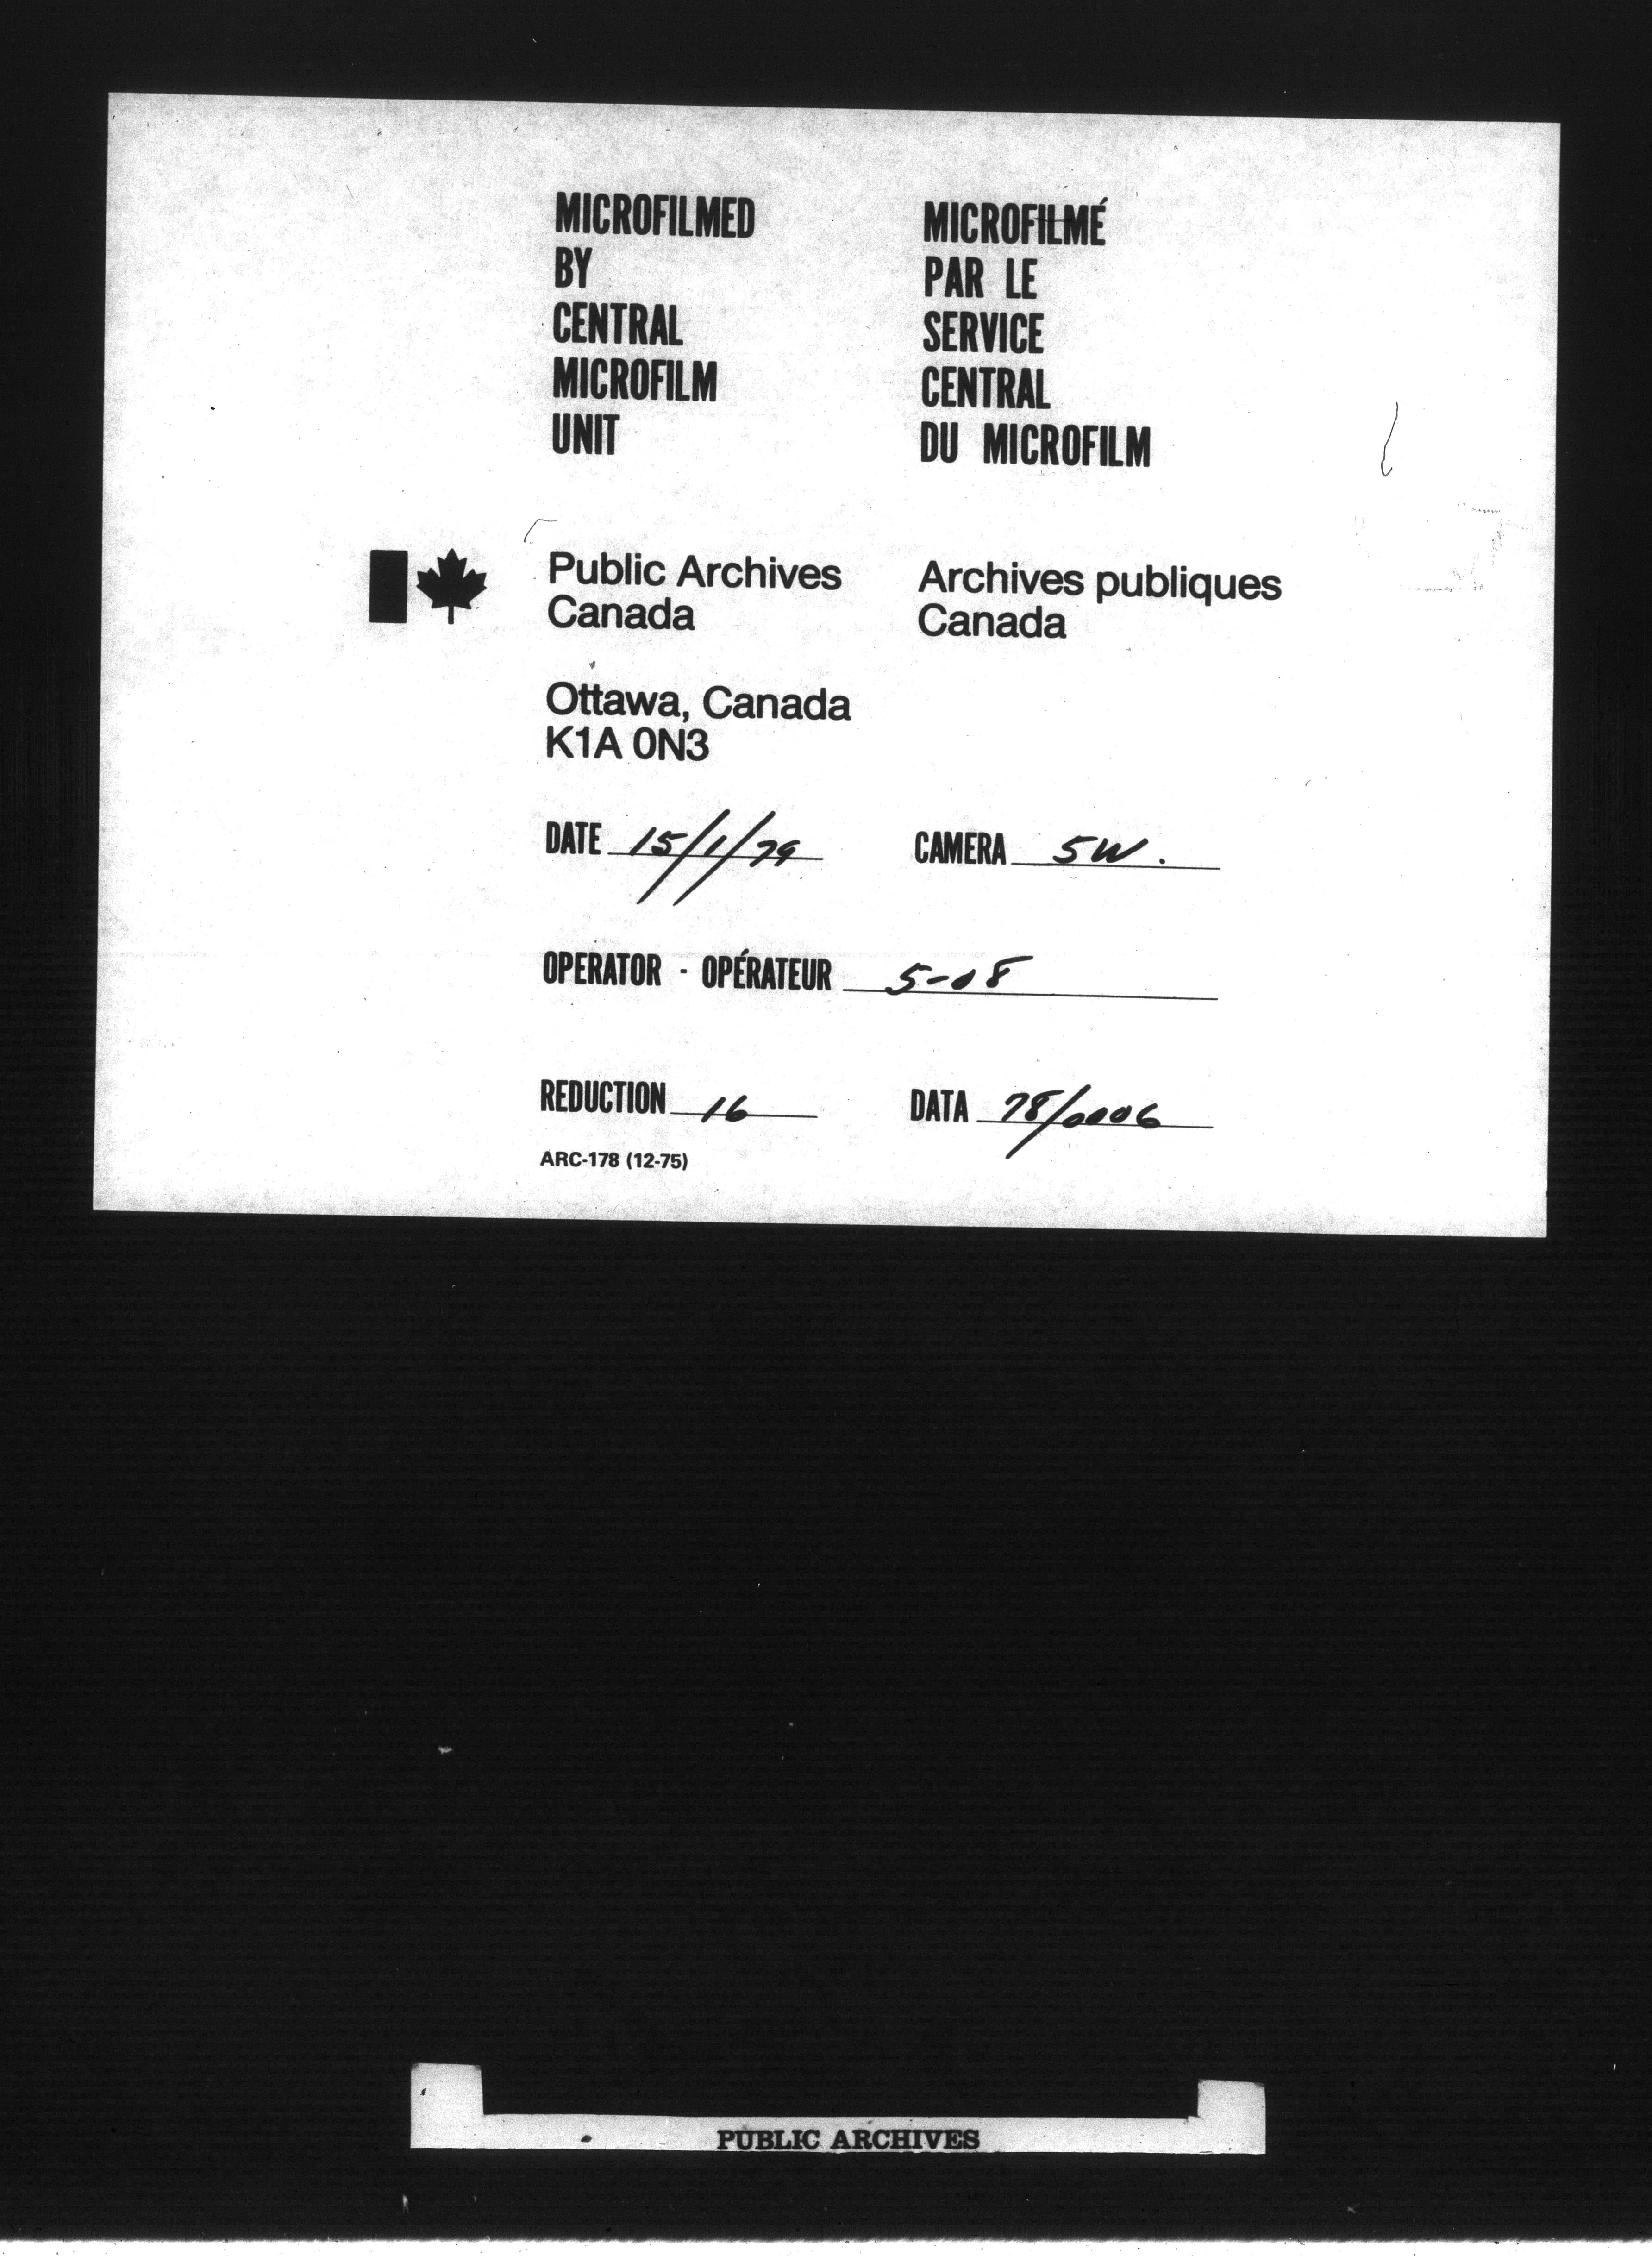 MICROFILMED
BY
CENTRAL
MICROFILM
UNIT
MICROFILMÉ
PAR LE
SERVICE
CENTRAL
DU MICROFILM
Public Archives
Canada
Archives publiques
Canada
Ottawa, Canada
K1A 0N3
DATE 15/1/79
CAMERA 5W.
OPERATOR - OPÉRATEUR 5-08
REDUCTION 16
DATA 78/0006
ARC-178 (12-75)
PUBLIC ARCHIVES